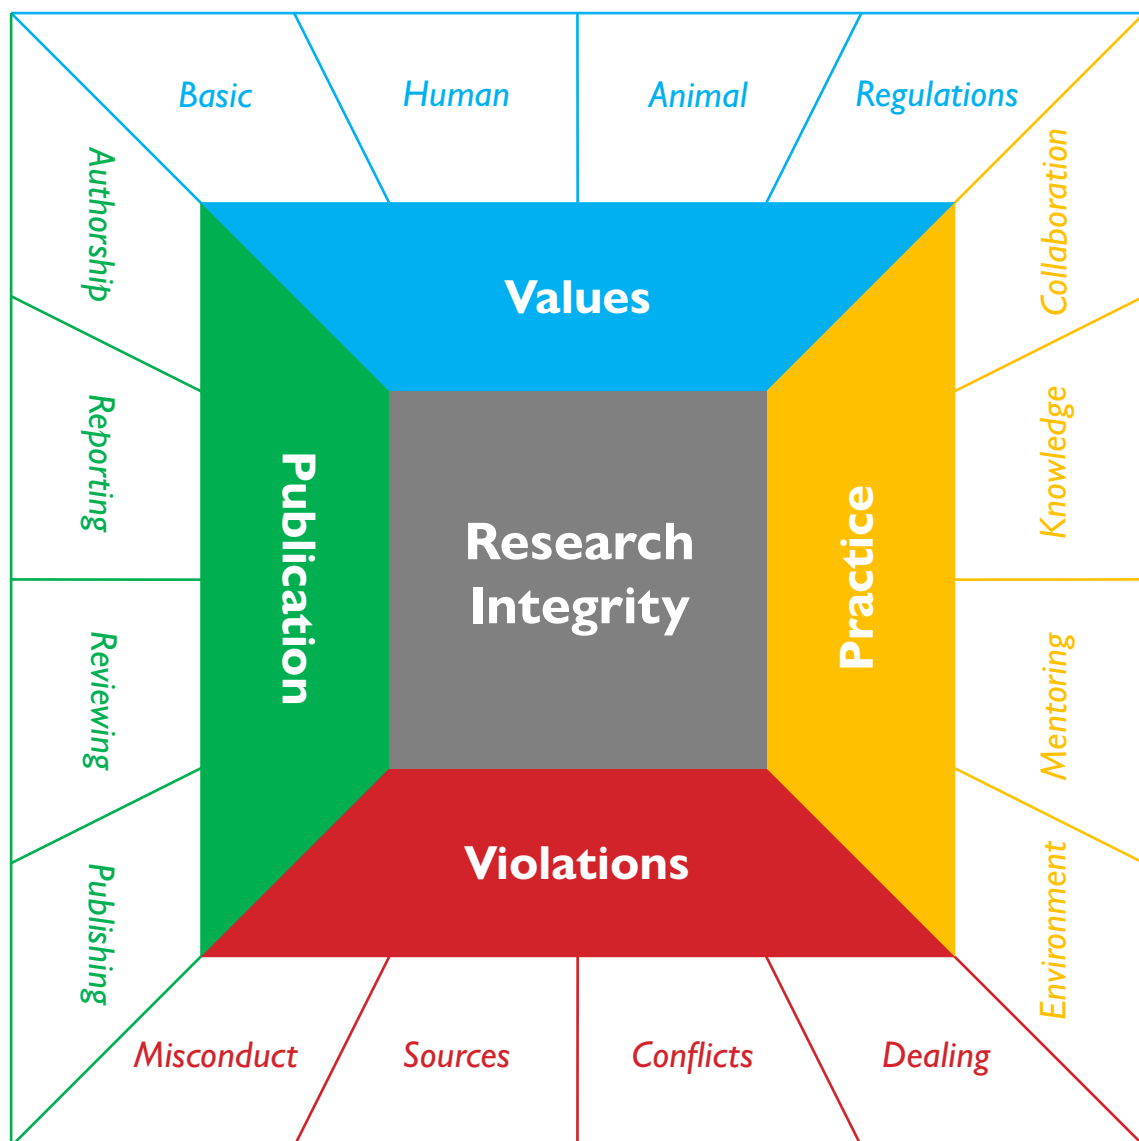 Basic
Human
Animal
Regulations
Authorship
Reporting
Reviewing
Publishing
Values
Publication
Research
Integrity
Practice
Violations
Collaboration
Knowledge
Mentoring
Environment
Misconduct
Sources
Conflicts
Dealing